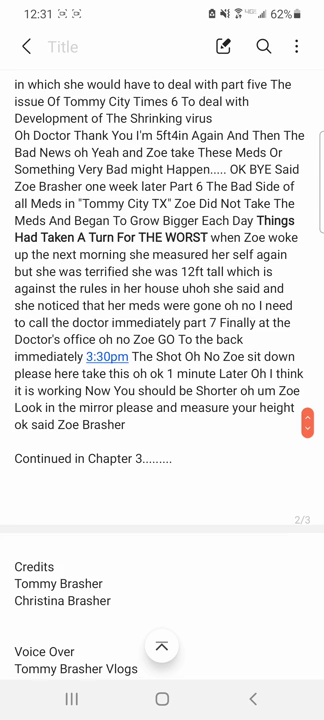 12:31
62%
Title
in which she would have to deal with part five The
issue Of Tommy City Times 6 To deal with
Development of The Shrinking virus
Oh Doctor Thank You I'm 5ft4in Again And Then The
Bad News oh Yeah and Zoe take These Meds Or
Something Very Bad might Happen..... OK BYE Said
Zoe Brasher one week later Part 6 The Bad Side of
all Meds in "Tommy City TX" Zoe Did Not Take The
Meds And Began To Grow Bigger Each Day Things
Had Taken A Turn For THE WORST when Zoe woke
up the next morning she measured her self again
but she was terrified she was 12ft tall which is
against the rules in her house uhoh she said and
she noticed that her meds were gone oh no I need
to call the doctor immediately part 7 Finally at the
Doctor's office oh no Zoe GO To the back
immediately 3:30pm The Shot Oh No Zoe sit down
please here take this oh ok 1 minute Later Oh I think
it is working Now You should be Shorter oh um Zoe
Look in the mirror please and measure your height
ok said Zoe Brasher
Continued in Chapter 3.........
2/3
Credits
Tommy Brasher
Christina Brasher
Voice Over
Tommy Brasher Vlogs